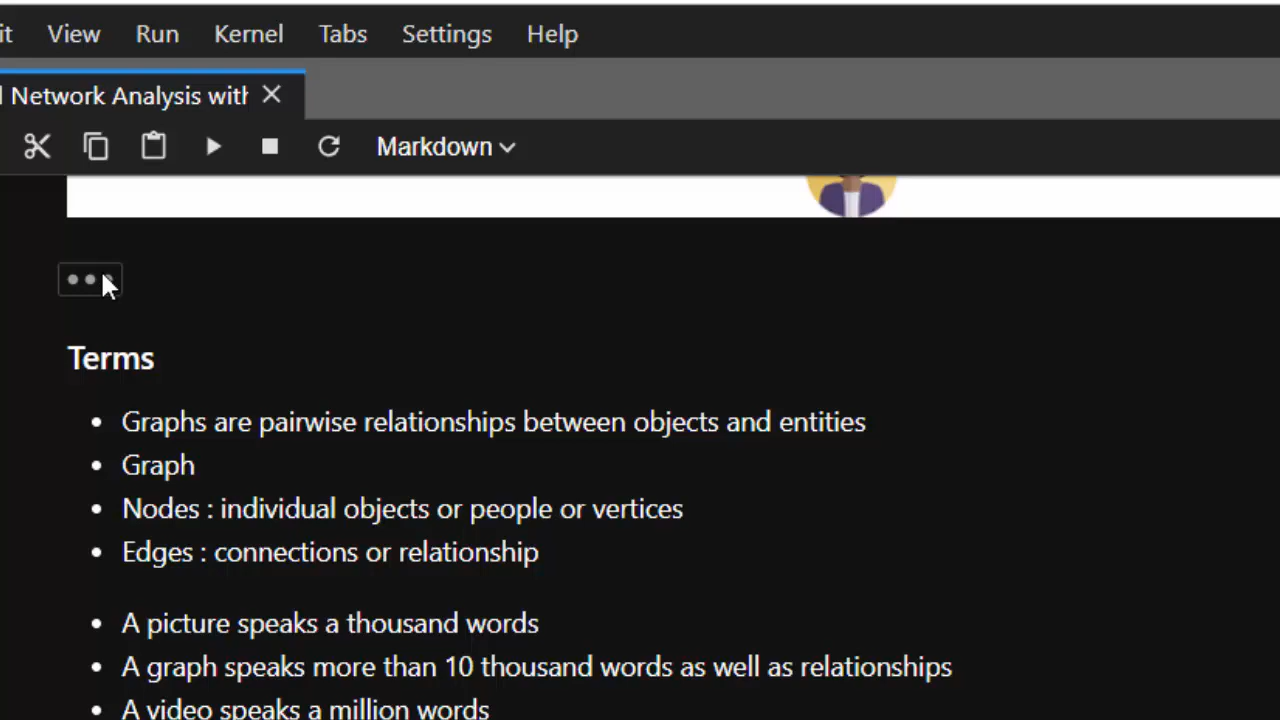 it View Run Kernel Tabs Settings Help
l Network Analysis with
Markdown
Terms
• Graphs are pairwise relationships between objects and entities
• Graph
• Nodes : individual objects or people or vertices
• Edges : connections or relationship
• A picture speaks a thousand words
• A graph speaks more than 10 thousand words as well as relationships
• A video speaks a million words